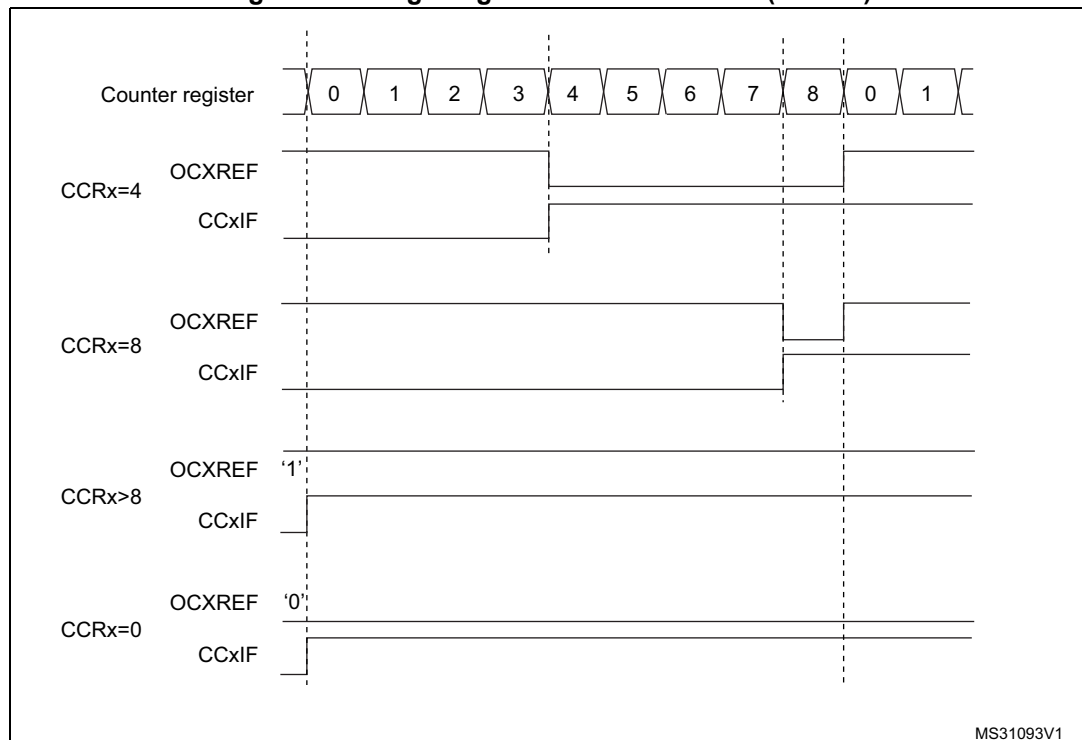 Counter register 0 1 2 3 4 5 6 7 8 0 1
OCXREF
CCRx=4
CCxIF
OCXREF
CCRx=8
CCxIF
OCXREF ‘1’
CCRx>8
CCxIF
OCXREF ‘0’
CCRx=0
CCxIF
MS31093V1